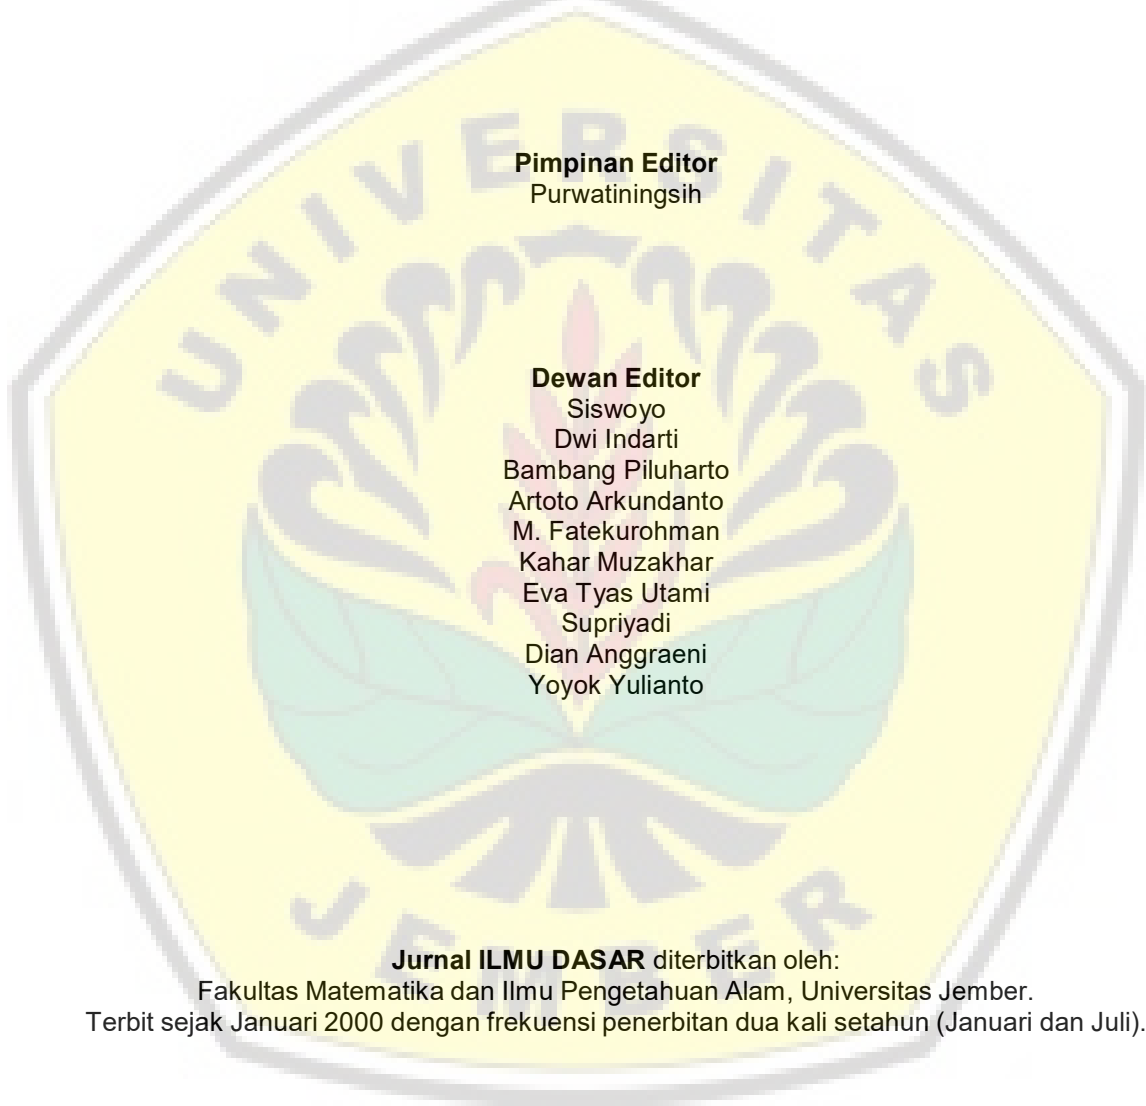 UNIVERSITAS
Pimpinan Editor
Purwatiningsih
Dewan Editor
Siswoyo
Dwi Indarti
Bambang Piluharto
Artoto Arkundanto
M. Fatekurohman
Kahar Muzakhar
Eva Tyas Utami
Supriyadi
Dian Anggraeni
Yoyok Yulianto
JEMBER
Jurnal ILMU DASAR diterbitkan oleh:
Fakultas Matematika dan Ilmu Pengetahuan Alam, Universitas Jember.
Terbit sejak Januari 2000 dengan frekuensi penerbitan dua kali setahun (Januari dan Juli).